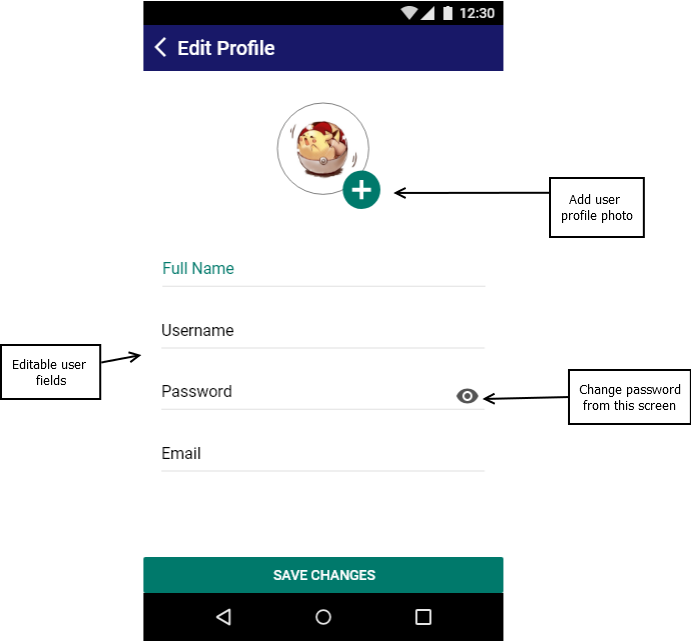 12:30
Edit Profile
Add user
profile photo
Full Name
Username
Editable user
fields
Password
Change password
from this screen
Email
SAVE CHANGES